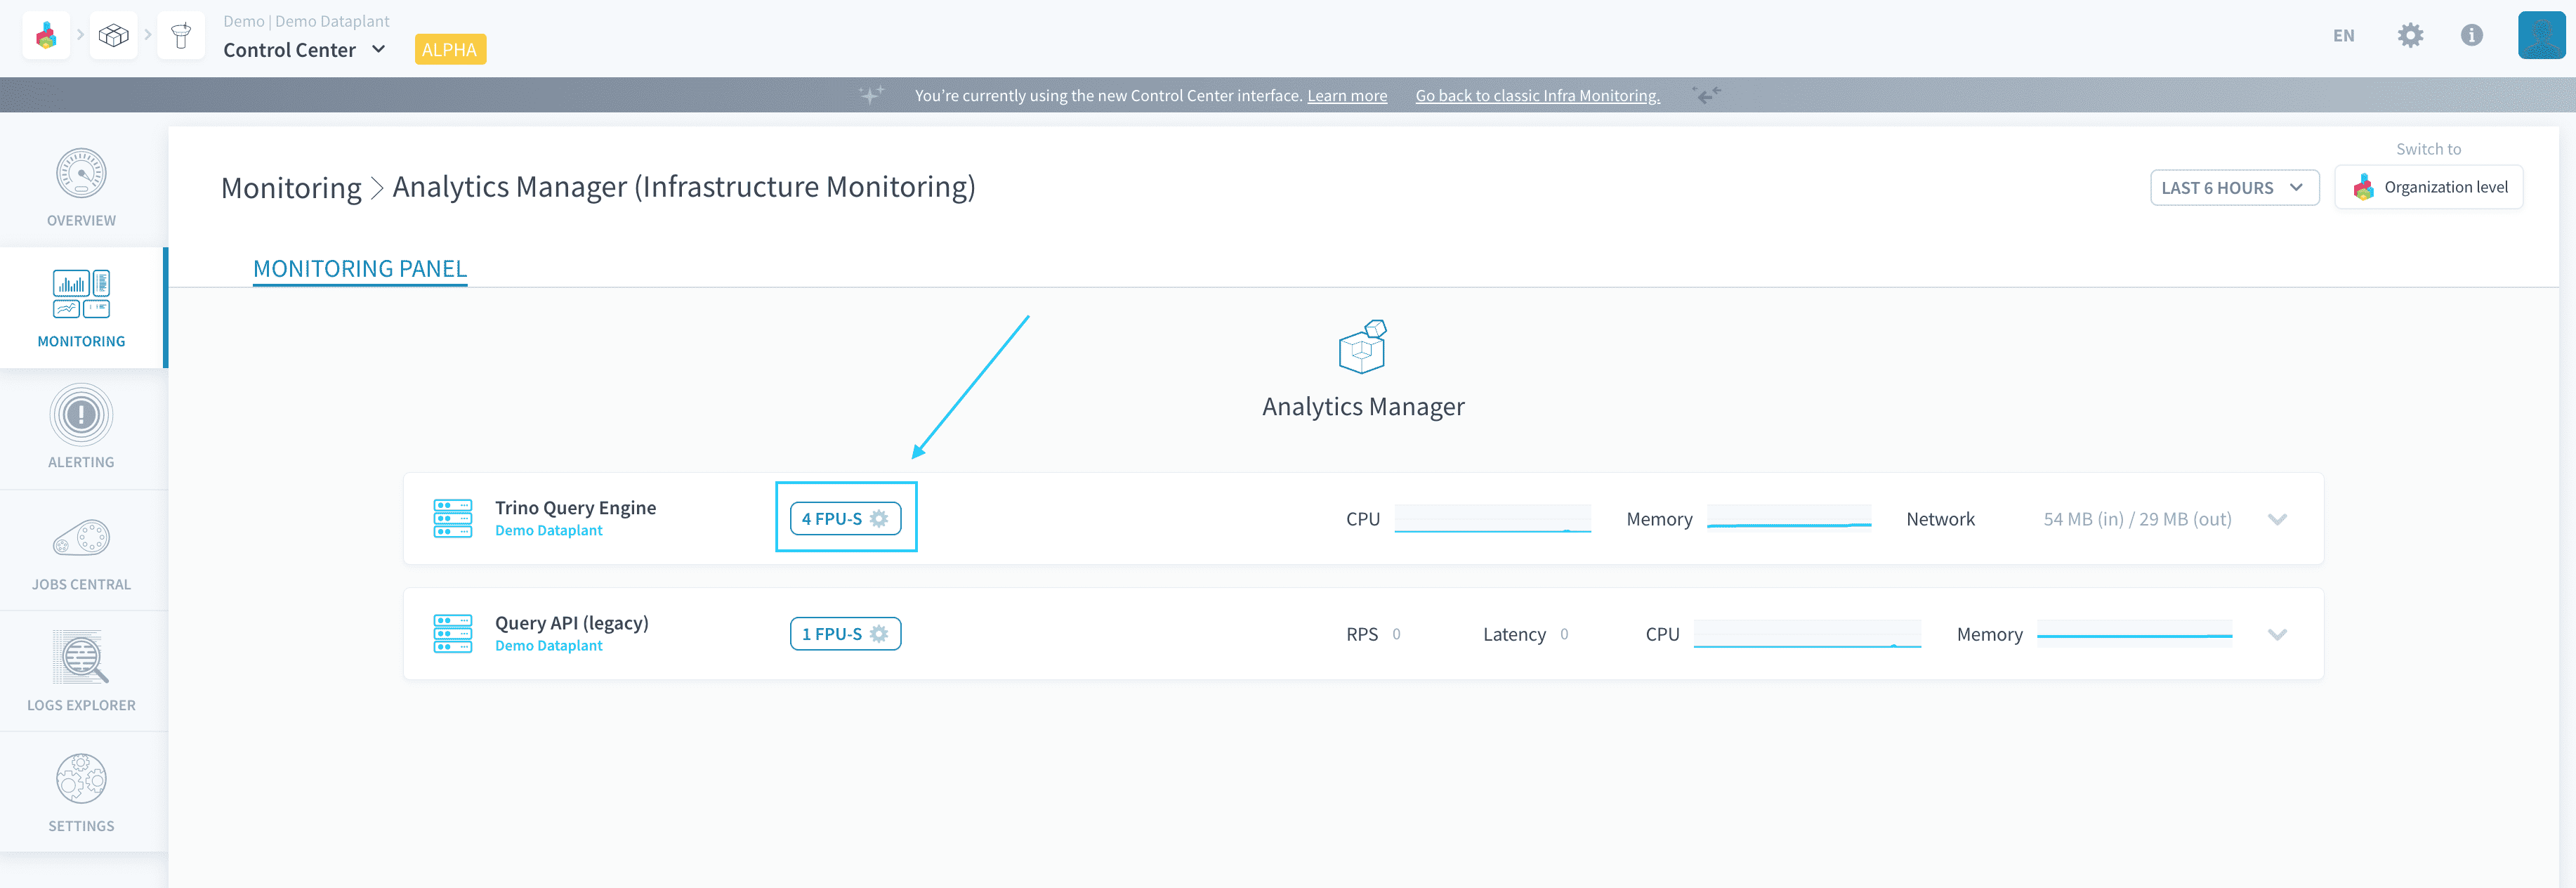 Demo | Demo Dataplant
Control Center
ALPHA
EN
You're currently using the new Control Center interface. Learn more Go back to classic Infra Monitoring.
Switch to
Monitoring > Analytics Manager (Infrastructure Monitoring)
LAST 6 HOURS
Organization level
OVERVIEW
MONITORING PANEL
MONITORING
Analytics Manager
ALERTING
Trino Query Engine
Demo Dataplant
4 FPU-S
CPU
Memory
Network
54 MB (in) / 29 MB (out)
JOBS CENTRAL
Query API (legacy)
Demo Dataplant
1 FPU-S
RPS 0
Latency 0
CPU
Memory
LOGS EXPLORER
SETTINGS